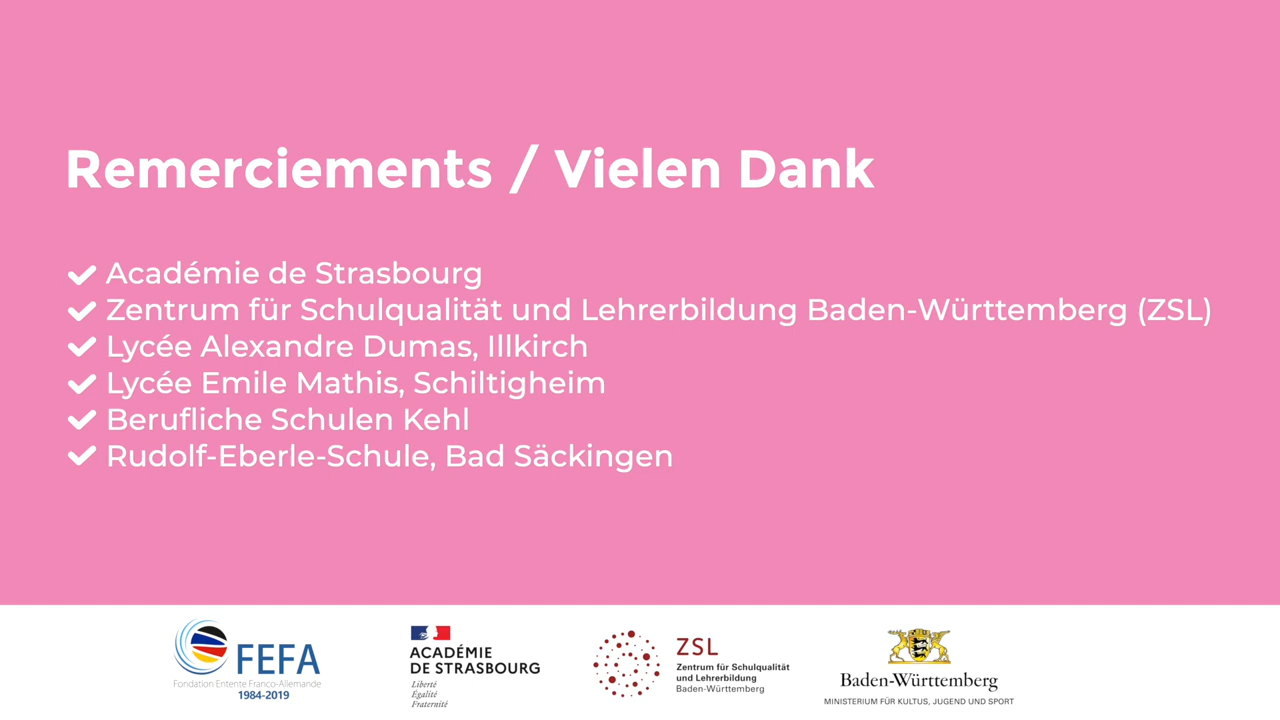 Remerciements / Vielen Dank
Académie de Strasbourg
Zentrum für Schulqualität und Lehrerbildung Baden-Württemberg (ZSL)
Lycée Alexandre Dumas, Illkirch
Lycée Emile Mathis, Schiltigheim
Berufliche Schulen Kehl
Rudolf-Eberle-Schule, Bad Säckingen
FEFA
Fondation Entente Franco-Allemande
1984-2019
ACADÉMIE
DE STRASBOURG
Liberté
Égalité
Fraternité
ZSL
Zentrum für Schulqualität
und Lehrerbildung
Baden-Württemberg
Baden-Württemberg
MINISTERIUM FÜR KULTUS, JUGEND UND SPORT